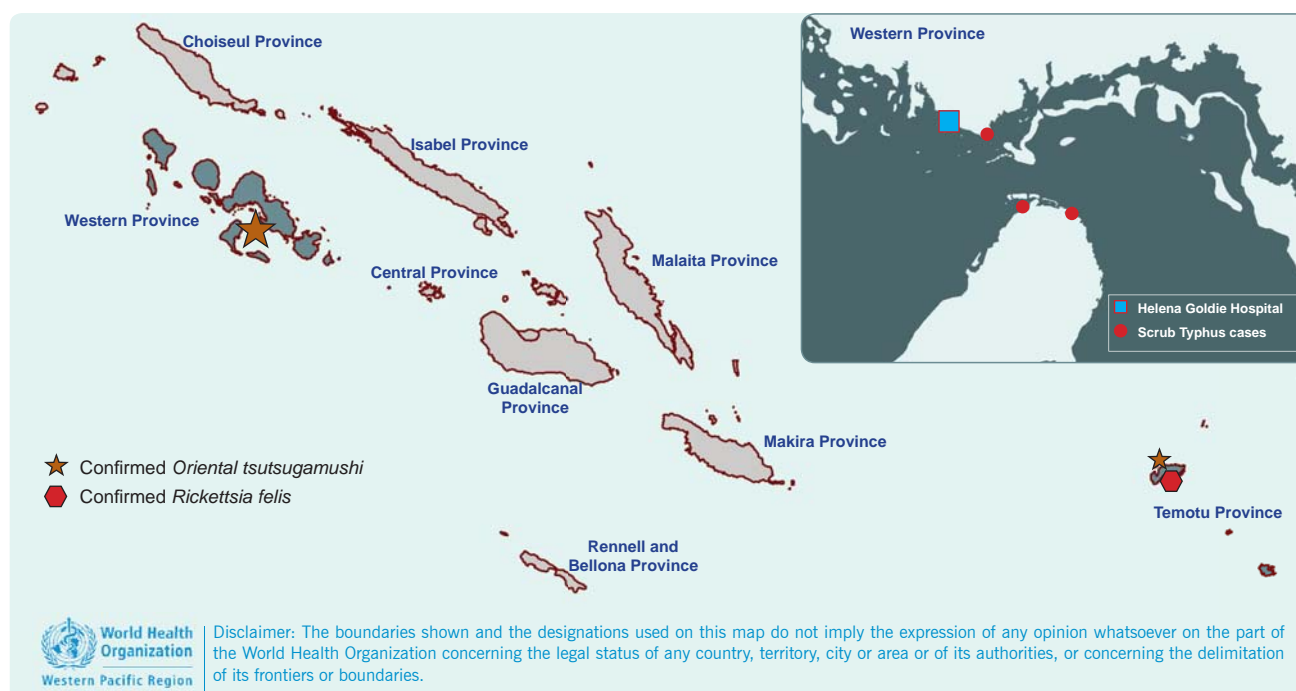 Choiseul Province
Western Province
Isabel Province
Western Province
Malaita Province
Central Province
Helena Goldie Hospital
Scrub Typhus cases
Guadalcanal
Province
Makira Province
Confirmed Oriental tsutsugamushi
Confirmed Rickettsia felis
Temotu Province
Rennell and
Bellona Province
World Health
Organization
Western Pacific Region
Disclaimer: The boundaries shown and the designations used on this map do not imply the expression of any opinion whatsoever on the part of
the World Health Organization concerning the legal status of any country, territory, city or area or of its authorities, or concerning the delimitation
of its frontiers or boundaries.